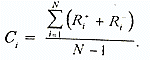 C_i = \frac{\sum_{i=1}^{N} (R_i^+ + R_i^-)}{N-1}.